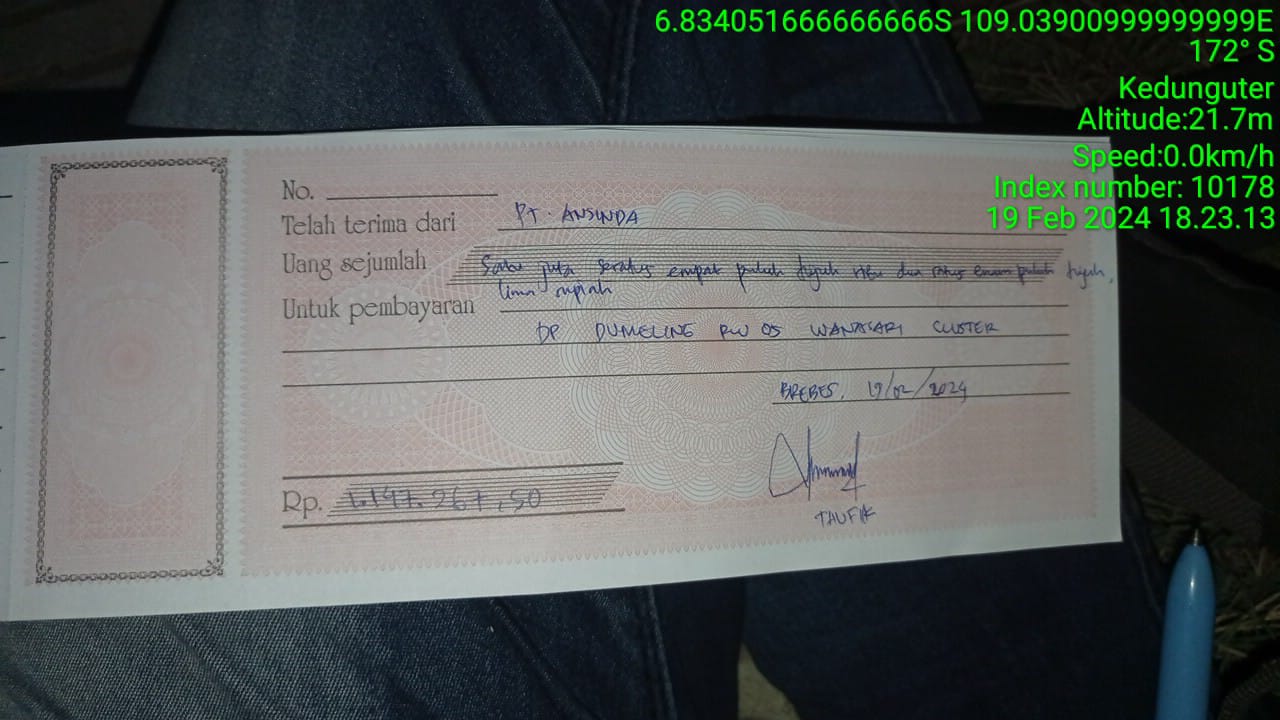 6.834051666666666S 109.03900999999999E
172° S
Kedunguter
Altitude:21.7m
Speed:0.0km/h
Index number: 10178
19 Feb 2024 18.23.13
No.
Telah terima dari PT. ANSINDA
Uang sejumlah Satu juta seratus empat puluh tujuh ribu dua ratus enam puluh tujuh,
lima rupiah
Untuk pembayaran
DP DUMELING RW 05 WANASARI CLUSTER
BREBES, 19/02/2024
Rp. 1.147.267,50
TAUFIK